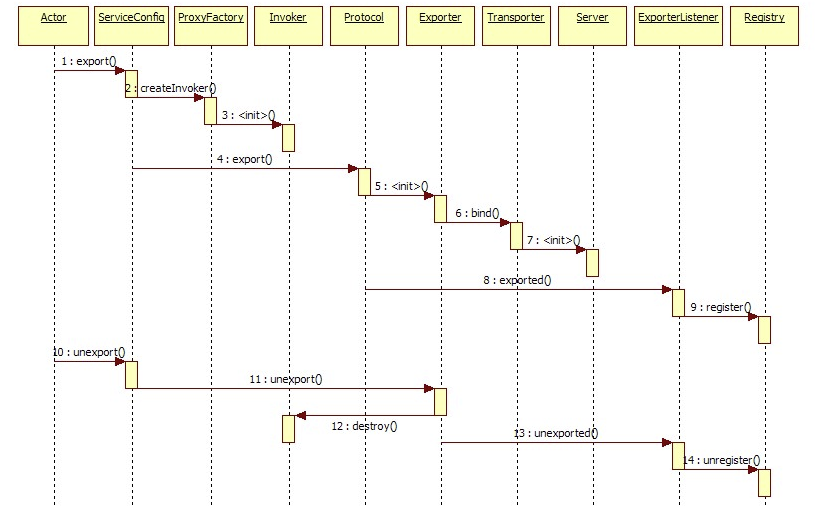 Actor ServiceConfig ProxyFactory Invoker Protocol Exporter Transporter Server ExporterListener Registry
1 : export()
2 : createInvoker()
3 : <init>()
4 : export()
5 : <init>()
6 : bind()
7 : <init>()
8 : exported()
9 : register()
10 : unexport()
11 : unexport()
12 : destroy()
13 : unexported()
14 : unregister()